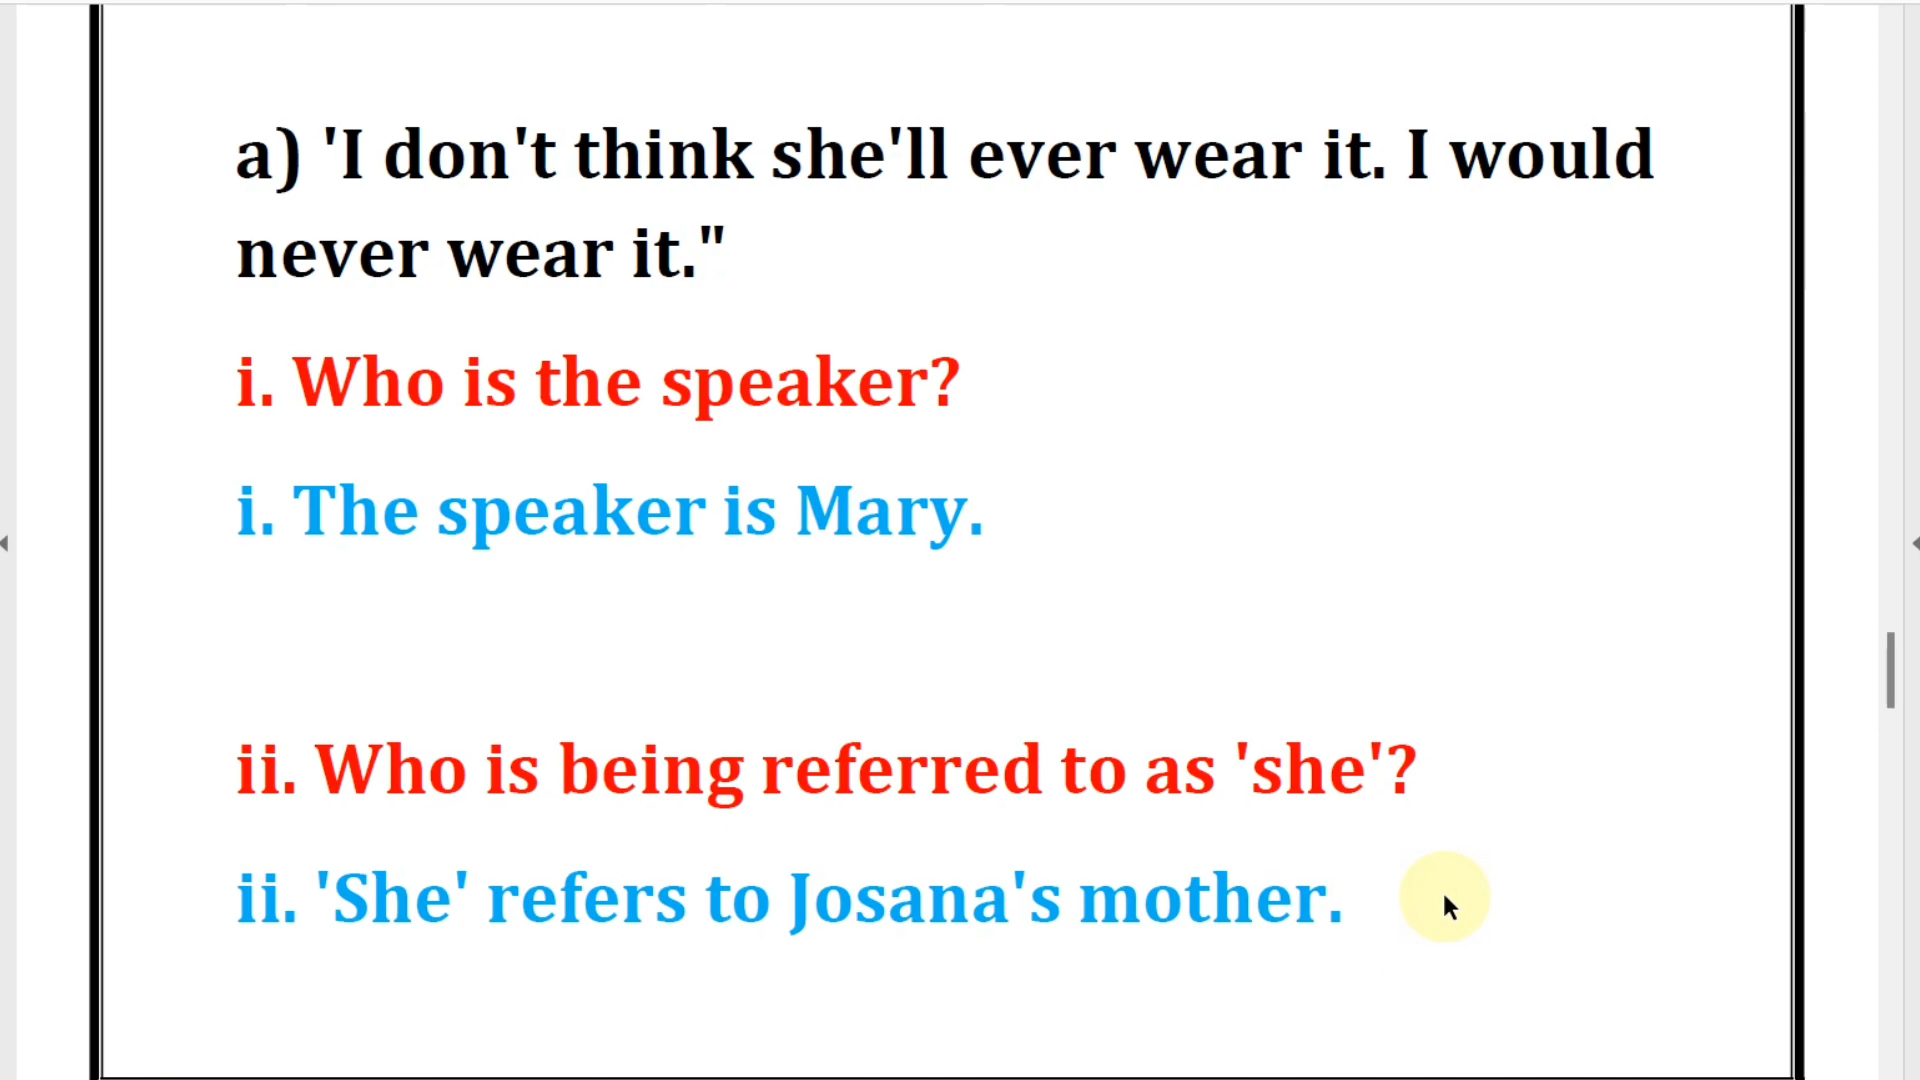 a) 'I don't think she'll ever wear it. I would
never wear it."
i. Who is the speaker?
i. The speaker is Mary.
ii. Who is being referred to as 'she'?
ii. 'She' refers to Josana's mother.